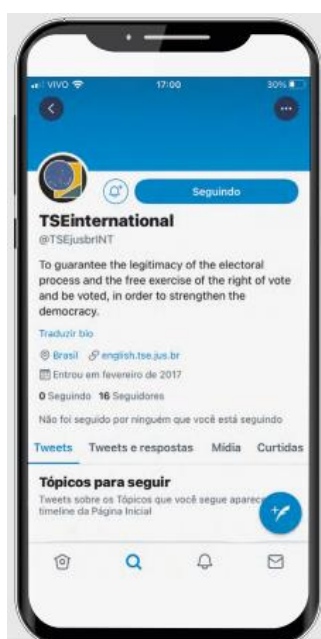 VIVO 17:00 30%
Seguindo
TSEinternational
@TSEjusbrINT
To guarantee the legitimacy of the electoral
process and the free exercise of the right of vote
and be voted, in order to strengthen the
democracy.
Traduzir bio
Brasil english.tse.jus.br
Entrou em fevereiro de 2017
0 Seguindo 16 Seguidores
Não foi seguido por ninguém que você está seguindo
Tweets Tweets e respostas Mídia Curtidas
Tópicos para seguir
Tweets sobre os Tópicos que você segue aparece
timeline da Página Inicial